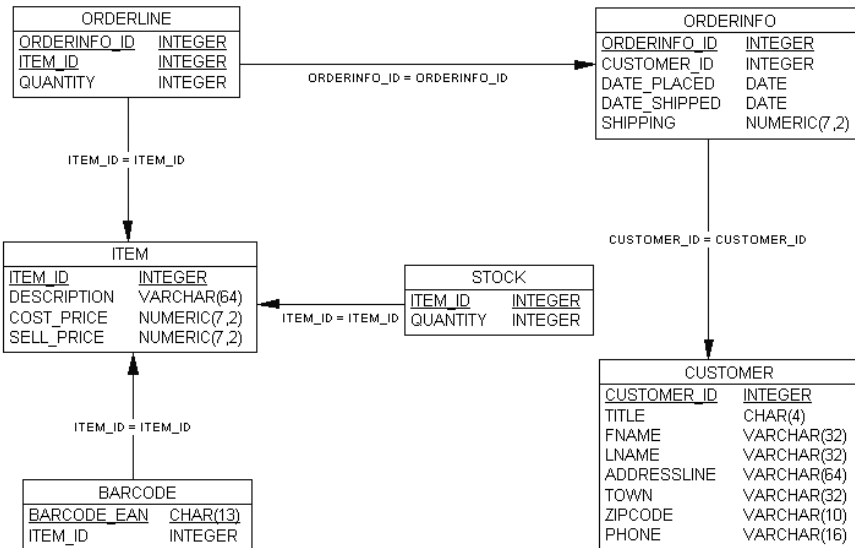 ORDERLINE
ORDERINFO_ID INTEGER
ITEM_ID INTEGER
QUANTITY INTEGER
ORDERINFO_ID = ORDERINFO_ID
ORDERINFO
ORDERINFO_ID INTEGER
CUSTOMER_ID INTEGER
DATE_PLACED DATE
DATE_SHIPPED DATE
SHIPPING NUMERIC(7,2)
ITEM_ID = ITEM_ID
CUSTOMER_ID = CUSTOMER_ID
ITEM
ITEM_ID INTEGER
DESCRIPTION VARCHAR(64)
COST_PRICE NUMERIC(7,2)
SELL_PRICE NUMERIC(7,2)
ITEM_ID = ITEM_ID
STOCK
ITEM_ID INTEGER
QUANTITY INTEGER
ITEM_ID = ITEM_ID
BARCODE
BARCODE_EAN CHAR(13)
ITEM_ID INTEGER
CUSTOMER
CUSTOMER_ID INTEGER
TITLE CHAR(4)
FNAME VARCHAR(32)
LNAME VARCHAR(32)
ADDRESSLINE VARCHAR(64)
TOWN VARCHAR(32)
ZIPCODE VARCHAR(10)
PHONE VARCHAR(16)